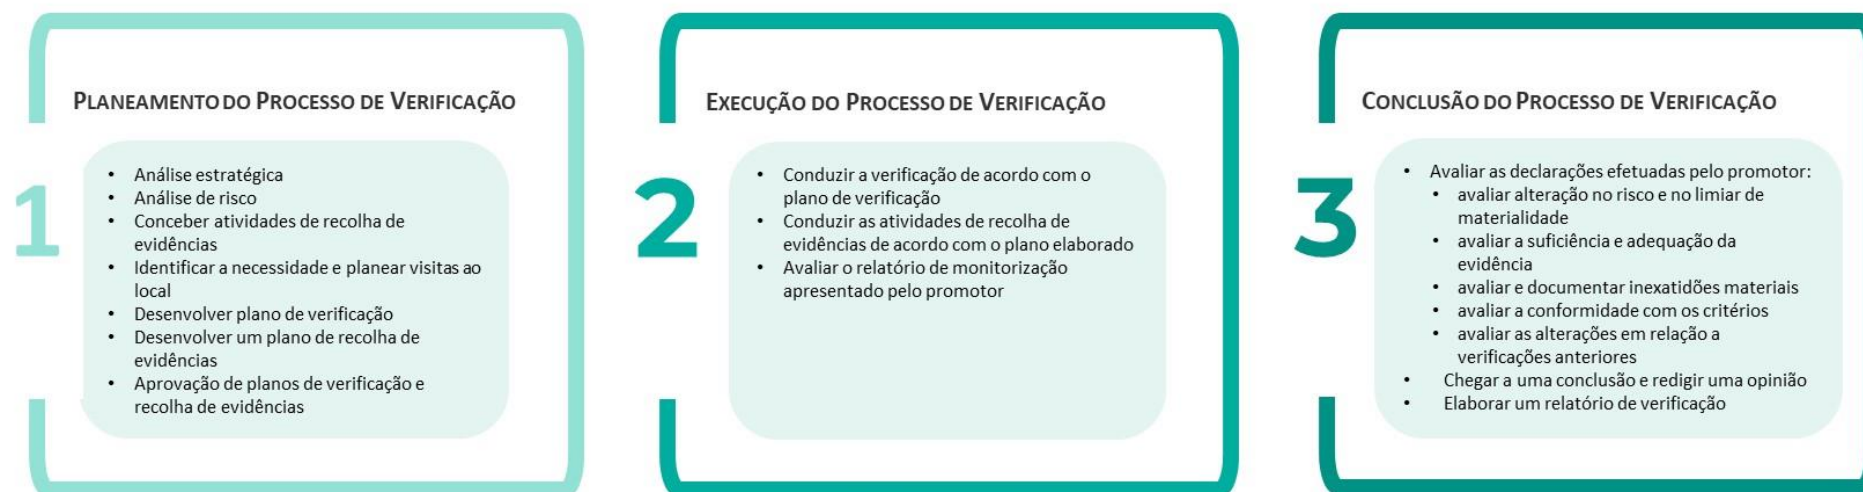 PLANEAMENTO DO PROCESSO DE VERIFICAÇÃO
1
• Análise estratégica
• Análise de risco
• Conceber atividades de recolha de
evidências
• Identificar a necessidade e planear visitas ao
local
• Desenvolver plano de verificação
• Desenvolver um plano de recolha de
evidências
• Aprovação de planos de verificação e
recolha de evidências
EXECUÇÃO DO PROCESSO DE VERIFICAÇÃO
2
• Conduzir a verificação de acordo com o
plano de verificação
• Conduzir as atividades de recolha de
evidências de acordo com o plano elaborado
• Avaliar o relatório de monitorização
apresentado pelo promotor
CONCLUSÃO DO PROCESSO DE VERIFICAÇÃO
3
• Avaliar as declarações efetuadas pelo promotor:
• avaliar alteração no risco e no limiar de
materialidade
• avaliar a suficiência e adequação da
evidência
• avaliar e documentar inexatidões materiais
• avaliar a conformidade com os critérios
• avaliar as alterações em relação a
verificações anteriores
• Chegar a uma conclusão e redigir uma opinião
• Elaborar um relatório de verificação